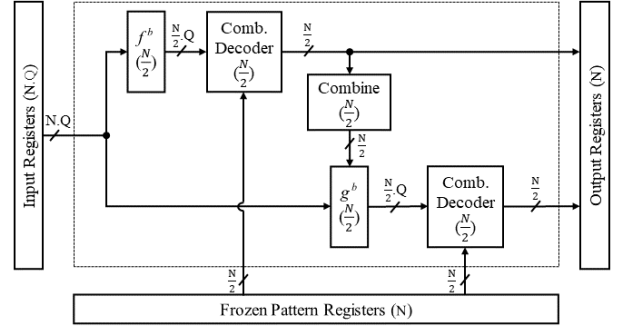 Input Registers (N.Q)
N.Q
f^b
(N/2)
N/2.Q
Comb.
Decoder
(N/2)
N/2
Combine
(N/2)
N/2
g^b
(N/2)
N/2.Q
Comb.
Decoder
(N/2)
N/2
N/2
N/2
Output Registers (N)
Frozen Pattern Registers (N)